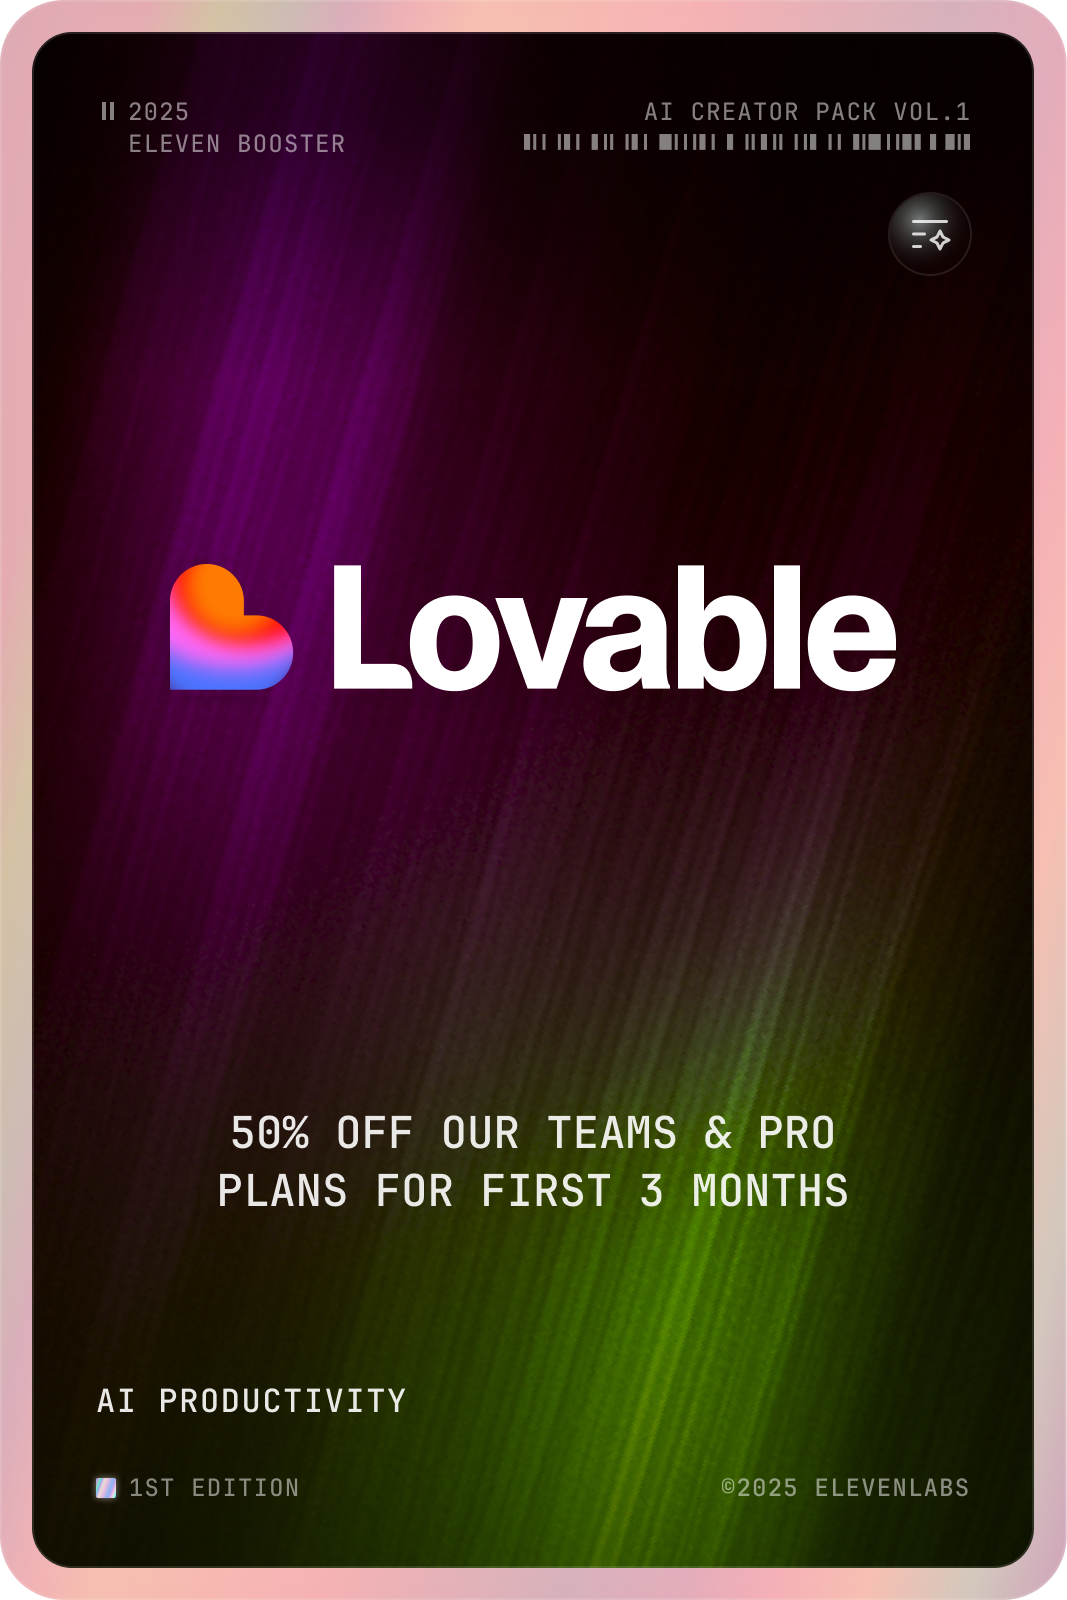 2025
ELEVEN BOOSTER
AI CREATOR PACK VOL.1
Lovable
50% OFF OUR TEAMS & PRO
PLANS FOR FIRST 3 MONTHS
AI PRODUCTIVITY
1ST EDITION
©2025 ELEVENLABS